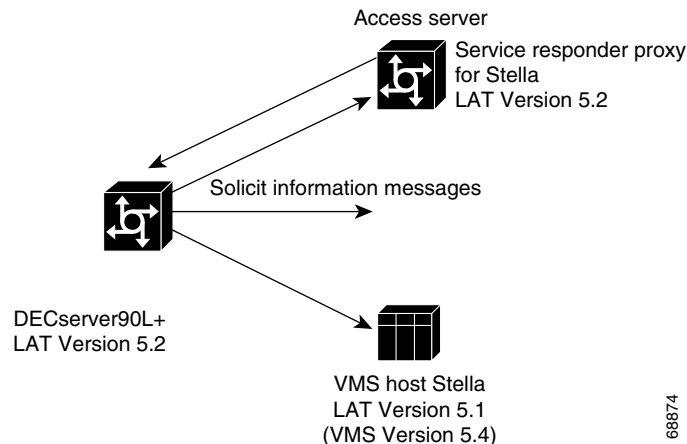 Access server
Service responder proxy
for Stella
LAT Version 5.2
Solicit information messages
DECserver90L+
LAT Version 5.2
VMS host Stella
LAT Version 5.1
(VMS Version 5.4)
68874